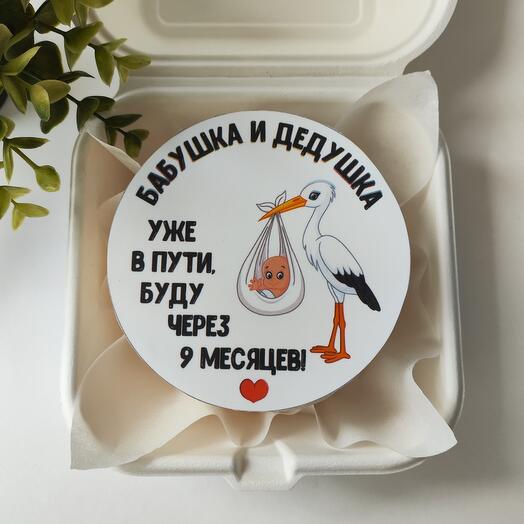 БАБУШКА И ДЕДУШКА
УЖЕ
В ПУТИ,
БУДУ
ЧЕРЕЗ
9 МЕСЯЦЕВ!